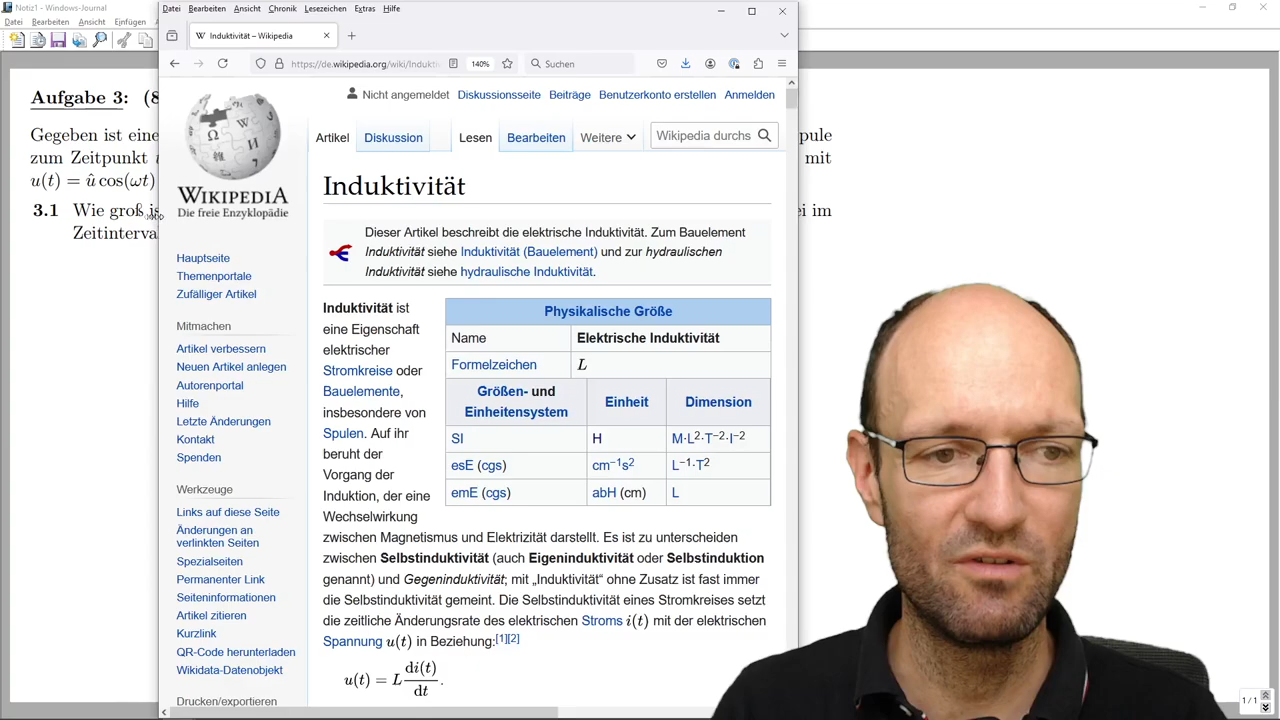 Notiz1 - Windows-Journal
Datei Bearbeiten Ansicht Einfügen
Datei Bearbeiten Ansicht Chronik Lesezeichen Extras Hilfe
Induktivität – Wikipedia
https://de.wikipedia.org/wiki/Indukti
140%
Suchen
Aufgabe 3: (8
Gegeben ist eine
pule
zum Zeitpunkt
mit
u(t) = û cos(ωt)
3.1 Wie groß is
ei im
Zeitinterva
Nicht angemeldet Diskussionsseite Beiträge Benutzerkonto erstellen Anmelden
Artikel Diskussion Lesen Bearbeiten Weitere
Wikipedia durchs
WIKIPEDIA
Die freie Enzyklopädie
Hauptseite
Themenportale
Zufälliger Artikel
Mitmachen
Artikel verbessern
Neuen Artikel anlegen
Autorenportal
Hilfe
Letzte Änderungen
Kontakt
Spenden
Werkzeuge
Links auf diese Seite
Änderungen an
verlinkten Seiten
Spezialseiten
Permanenter Link
Seiteninformationen
Artikel zitieren
Kurzlink
QR-Code herunterladen
Wikidata-Datenobjekt
Drucken/exportieren
Induktivität
Dieser Artikel beschreibt die elektrische Induktivität. Zum Bauelement
Induktivität siehe Induktivität (Bauelement) und zur hydraulischen
Induktivität siehe hydraulische Induktivität.
Induktivität ist
eine Eigenschaft
elektrischer
Stromkreise oder
Bauelemente,
insbesondere von
Spulen. Auf ihr
beruht der
Vorgang der
Induktion, der eine
Wechselwirkung
Physikalische Größe
Name Elektrische Induktivität
Formelzeichen L
Größen- und
Einheitensystem Einheit Dimension
SI H M·L²·T⁻²·I⁻²
esE (cgs) cm⁻¹s² L⁻¹·T²
emE (cgs) abH (cm) L
zwischen Magnetismus und Elektrizität darstellt. Es ist zu unterscheiden
zwischen Selbstinduktivität (auch Eigeninduktivität oder Selbstinduktion
genannt) und Gegeninduktivität; mit „Induktivität“ ohne Zusatz ist fast immer
die Selbstinduktivität gemeint. Die Selbstinduktivität eines Stromkreises setzt
die zeitliche Änderungsrate des elektrischen Stroms i(t) mit der elektrischen
Spannung u(t) in Beziehung:[1][2]
u(t) = L di(t)/dt.
1 / 1